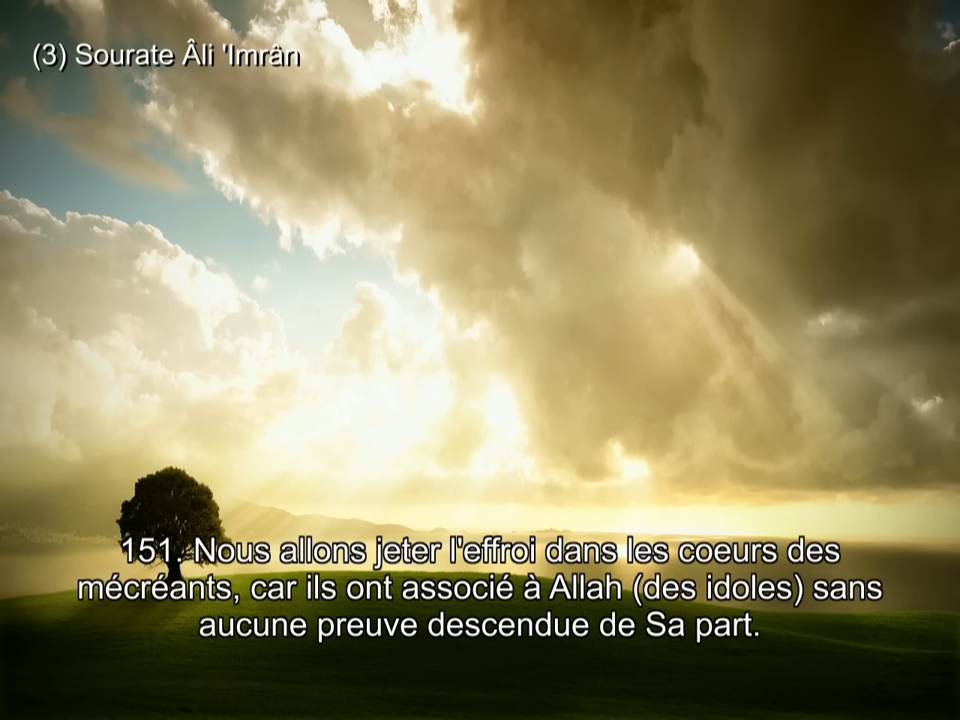 (3) Sourate Âli 'Imrân
151. Nous allons jeter l'effroi dans les coeurs des
mécréants, car ils ont associé à Allah (des idoles) sans
aucune preuve descendue de Sa part.